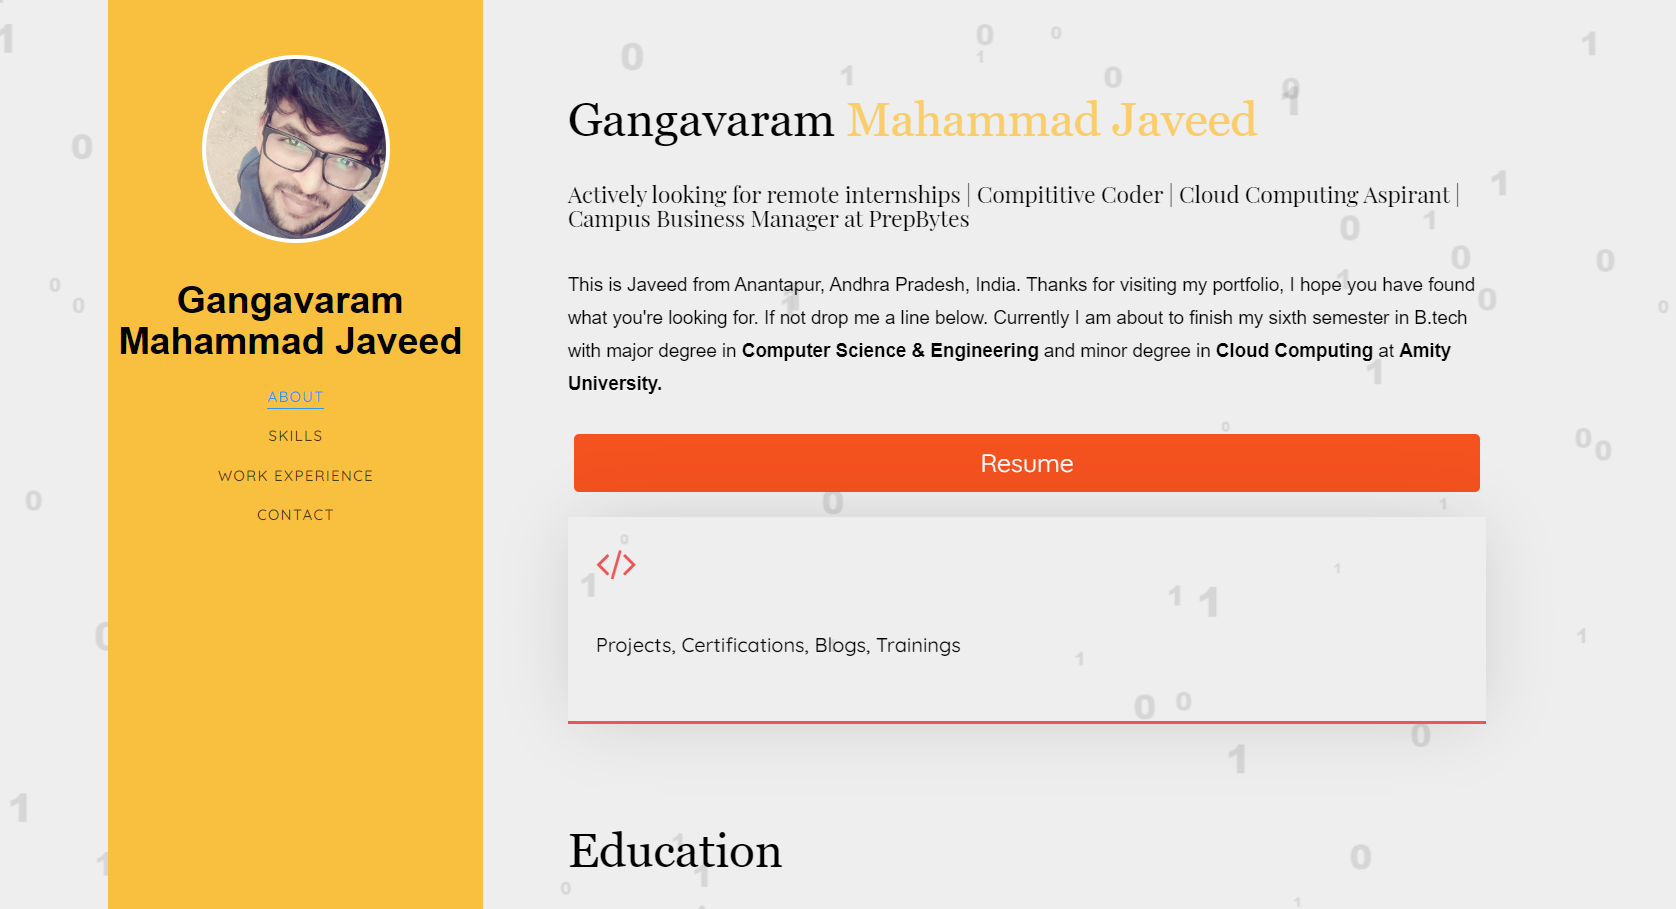 Gangavaram
Mahammad Javeed
ABOUT
SKILLS
WORK EXPERIENCE
CONTACT
Gangavaram Mahammad Javeed
Actively looking for remote internships | Compititive Coder | Cloud Computing Aspirant |
Campus Business Manager at PrepBytes
This is Javeed from Anantapur, Andhra Pradesh, India. Thanks for visiting my portfolio, I hope you have found
what you're looking for. If not drop me a line below. Currently I am about to finish my sixth semester in B.tech
with major degree in Computer Science & Engineering and minor degree in Cloud Computing at Amity
University.
Resume
</>
Projects, Certifications, Blogs, Trainings
Education